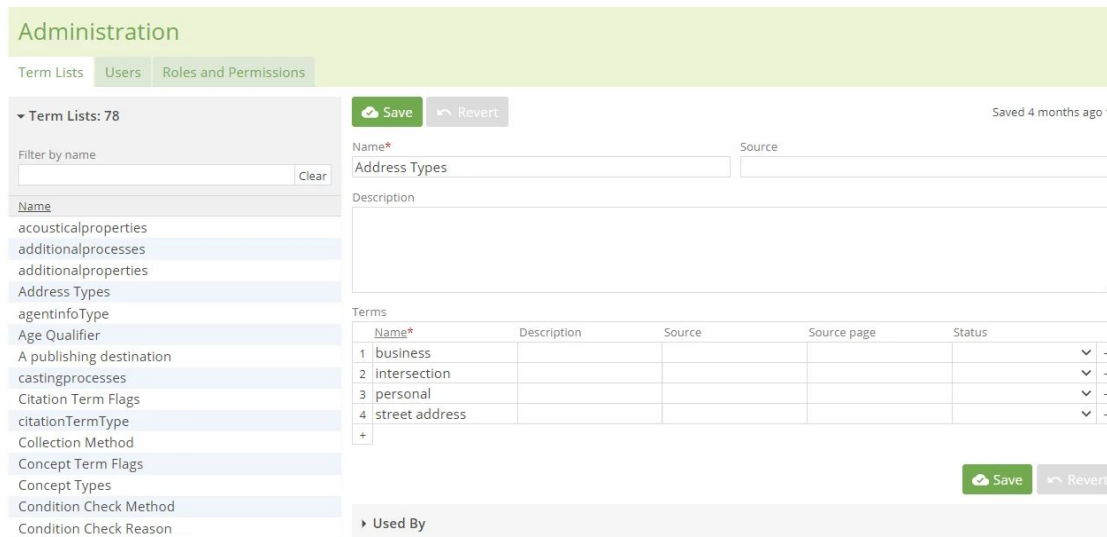 Administration
Term Lists Users Roles and Permissions
Term Lists: 78
Filter by name
Clear
Name
acousticalproperties
additionalprocesses
additionalproperties
Address Types
agentinfoType
Age Qualifier
A publishing destination
castingprocesses
Citation Term Flags
citationTermType
Collection Method
Concept Term Flags
Concept Types
Condition Check Method
Condition Check Reason
Save Revert
Saved 4 months ago
Name* Source
Address Types
Description
Terms
Name* Description Source Source page Status
1 business
2 intersection
3 personal
4 street address
+
Save Revert
Used By